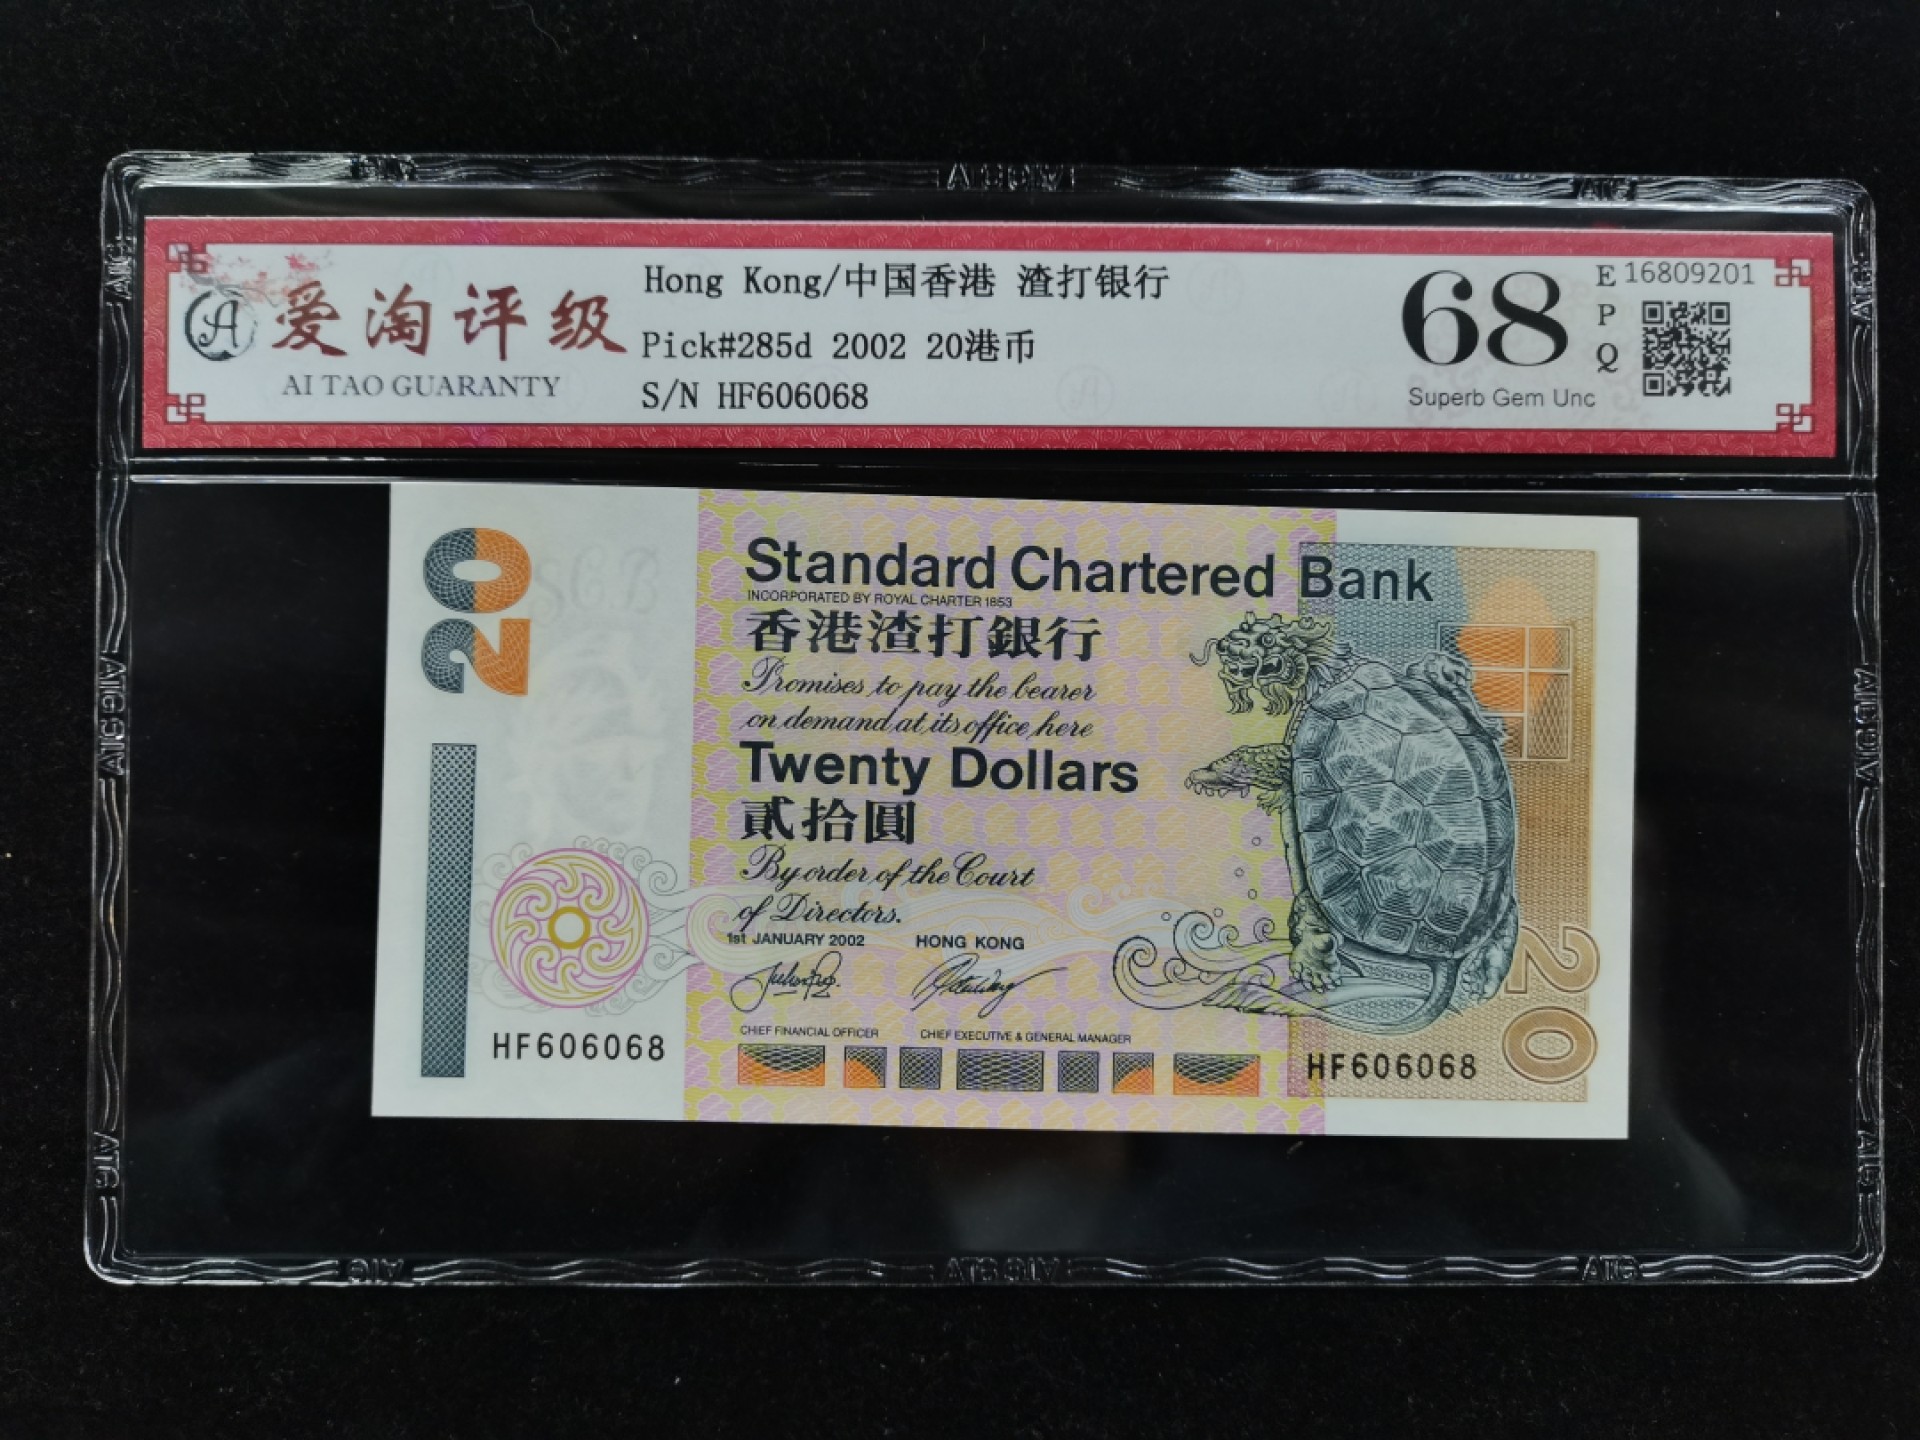 爱淘评级
AI TAO GUARANTY
Hong Kong/中国香港 渣打银行
Pick#285d 2002 20港币
S/N HF606068
68
Superb Gem Unc
EPQ
16809201
20
Standard Chartered Bank
INCORPORATED BY ROYAL CHARTER 1853
香港渣打銀行
Promises to pay the bearer
on demand at its office here
Twenty Dollars
貳拾圓
By order of the Court
of Directors.
1st JANUARY 2002 HONG KONG
CHIEF FINANCIAL OFFICER CHIEF EXECUTIVE & GENERAL MANAGER
HF606068
HF606068
20